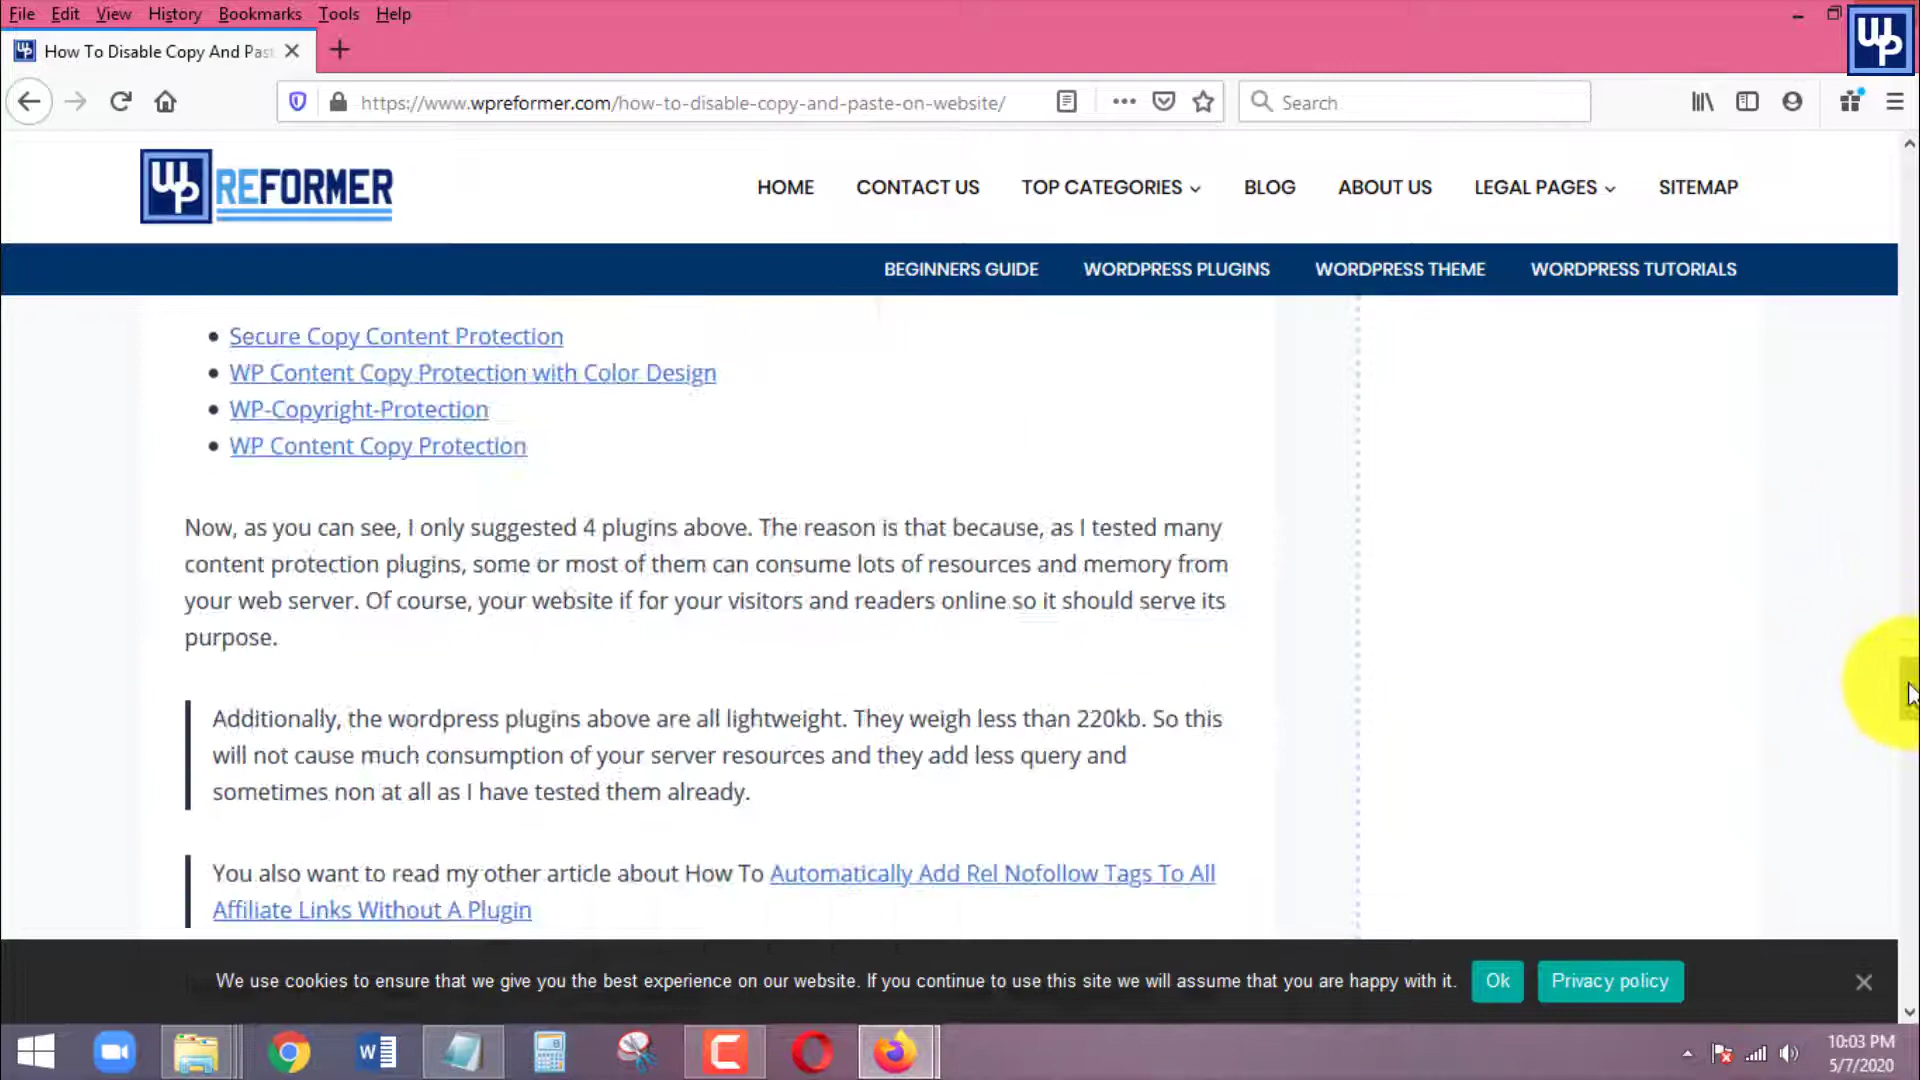 File Edit View History Bookmarks Tools Help
How To Disable Copy And Past
https://www.wpreformer.com/how-to-disable-copy-and-paste-on-website/
Search
WP
WP REFORMER
HOME CONTACT US TOP CATEGORIES BLOG ABOUT US LEGAL PAGES SITEMAP
BEGINNERS GUIDE WORDPRESS PLUGINS WORDPRESS THEME WORDPRESS TUTORIALS
Secure Copy Content Protection
WP Content Copy Protection with Color Design
WP-Copyright-Protection
WP Content Copy Protection
Now, as you can see, I only suggested 4 plugins above. The reason is that because, as I tested many
content protection plugins, some or most of them can consume lots of resources and memory from
your web server. Of course, your website if for your visitors and readers online so it should serve its
purpose.
Additionally, the wordpress plugins above are all lightweight. They weigh less than 220kb. So this
will not cause much consumption of your server resources and they add less query and
sometimes non at all as I have tested them already.
You also want to read my other article about How To Automatically Add Rel Nofollow Tags To All
Affiliate Links Without A Plugin
We use cookies to ensure that we give you the best experience on our website. If you continue to use this site we will assume that you are happy with it. Ok Privacy policy
10:03 PM
5/7/2020